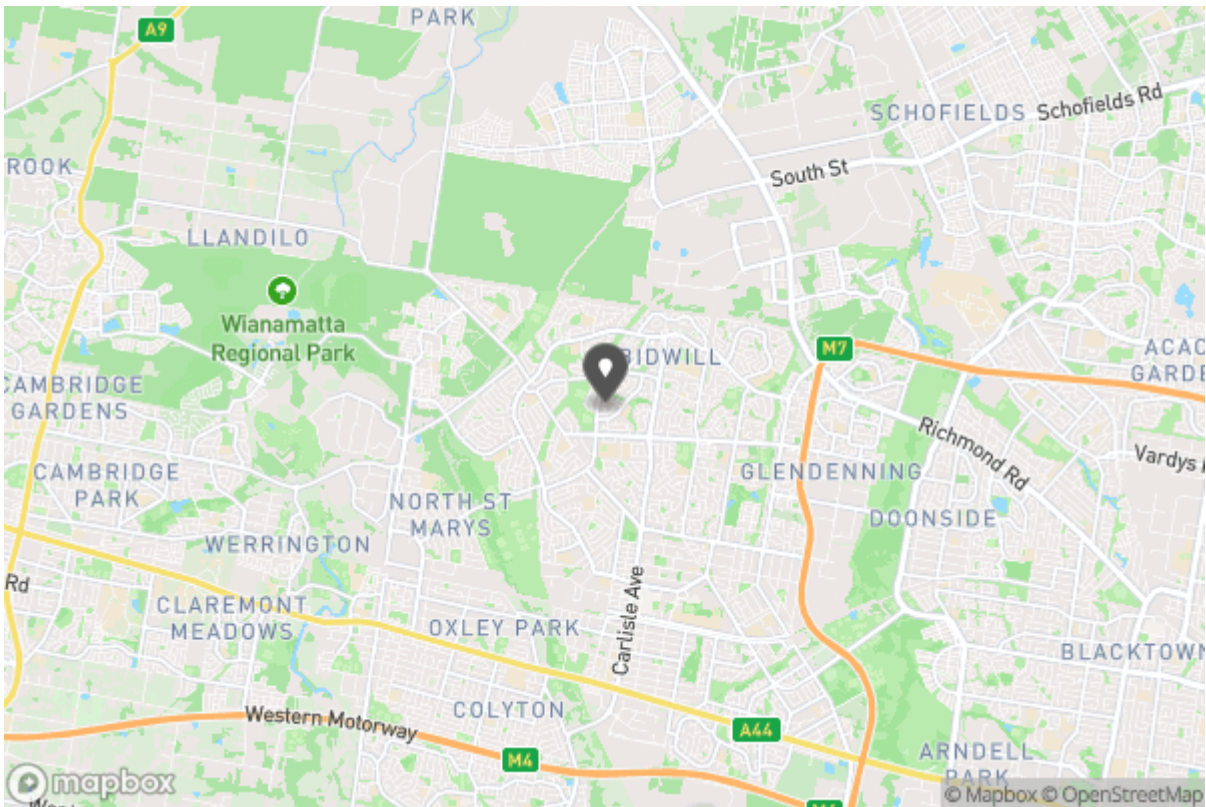 PARK
A9
SCHOFIELDS
Schofields Rd
ROOK
South St
LLANDILO
Wianamatta
Regional Park
BIDWILL
M7
ACAC
GARDE
CAMBRIDGE
GARDENS
Richmond Rd
Vardys
CAMBRIDGE
PARK
GLENDENNING
NORTH ST
MARYS
DOONSIDE
WERRINGTON
Rd
CLAREMONT
MEADOWS
OXLEY PARK
Carlisle Ave
BLACKTOWN
COLYTON
Western Motorway
A44
M4
ARNDELL
PARK
mapbox
© Mapbox © OpenStreetMap